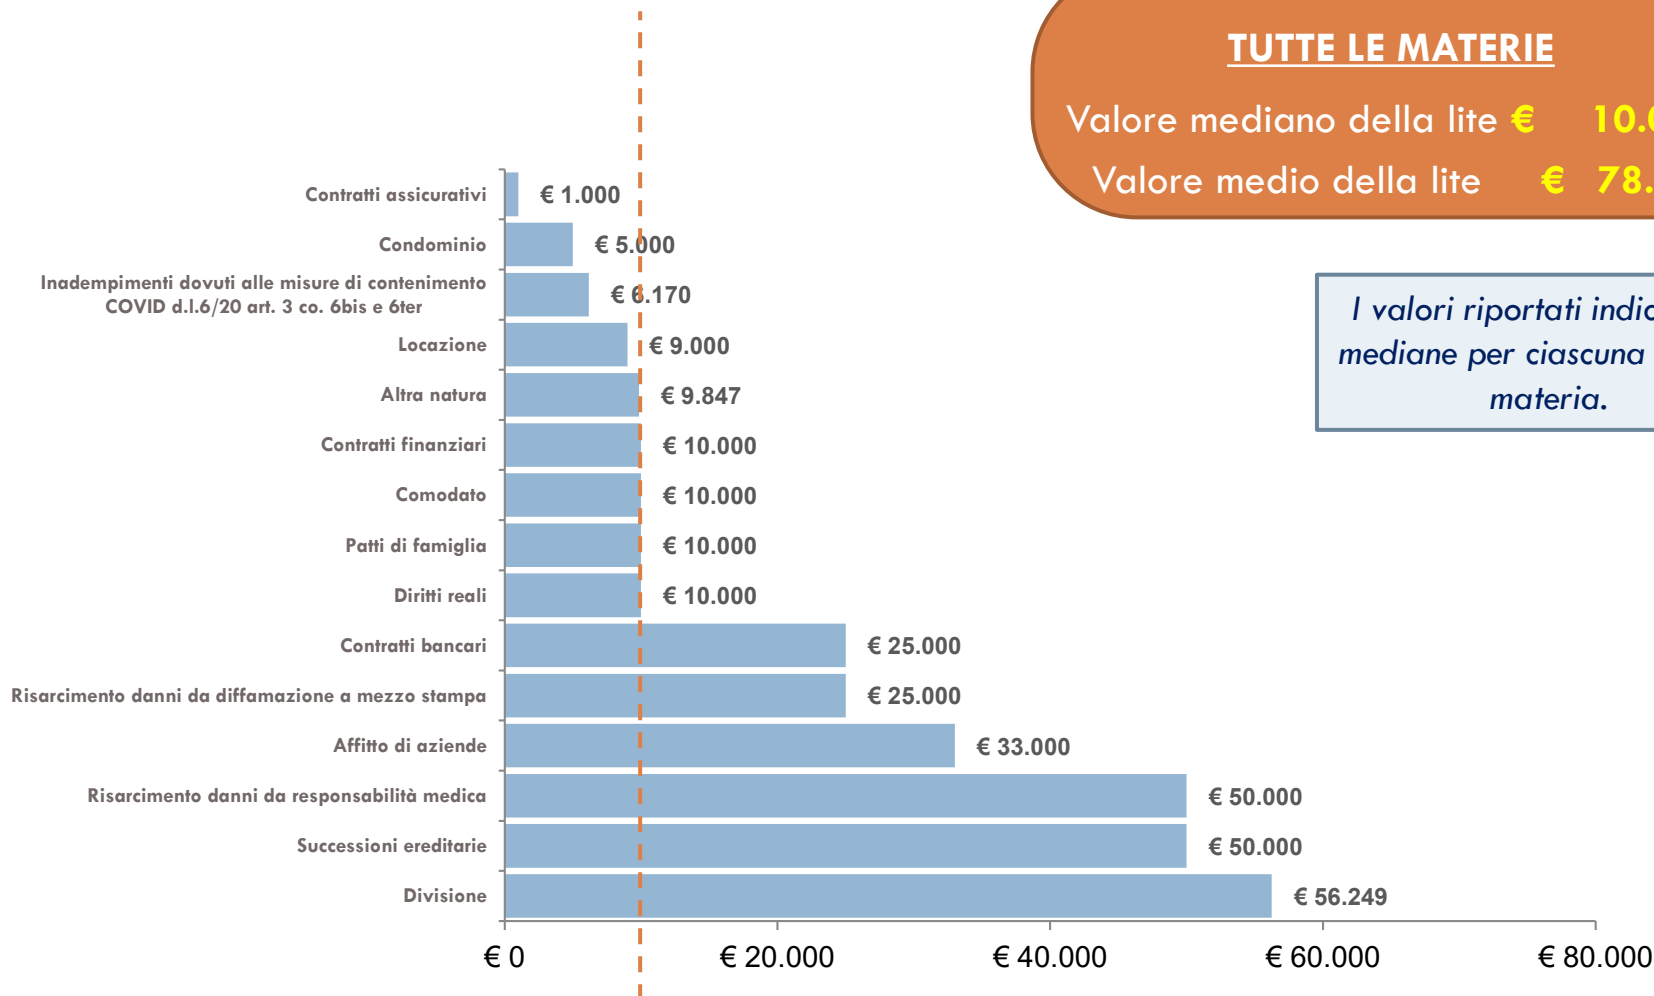 TUTTE LE MATERIE
Valore mediano della lite €
Valore medio della lite €
Contratti assicurativi € 1.000
Condominio € 5.000
Inadempimenti dovuti alle misure di contenimento
COVID d.l.6/20 art. 3 co. 6bis e 6ter € 6.170
Locazione € 9.000
Altra natura € 9.847
Contratti finanziari € 10.000
Comodato € 10.000
Patti di famiglia € 10.000
Diritti reali € 10.000
Contratti bancari € 25.000
Risarcimento danni da diffamazione a mezzo stampa € 25.000
Affitto di aziende € 33.000
Risarcimento danni da responsabilità medica € 50.000
Successioni ereditarie € 50.000
Divisione € 56.249
€ 0 € 20.000 € 40.000 € 60.000 € 80.000
I valori riportati
mediane per ciascuna
materia.